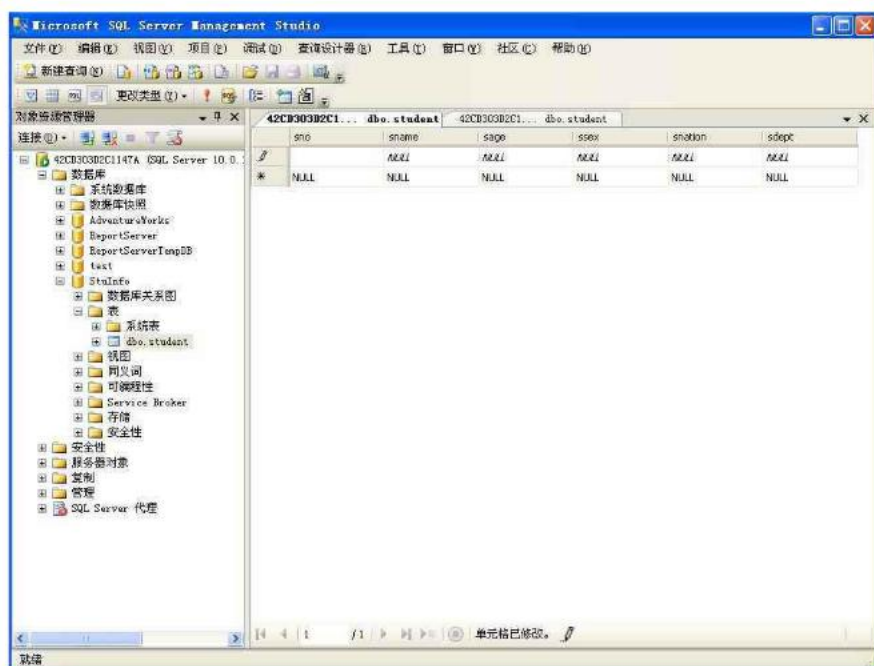 Microsoft SQL Server Management Studio
文件(F) 编辑(E) 视图(V) 项目(P) 调试(D) 查询设计器(R) 工具(T) 窗口(W) 社区(C) 帮助(H)
新建查询(N)
更改类型(Y)
对象资源管理器
连接(O)
42CD303D2C1147A (SQL Server 10.0.
数据库
系统数据库
数据库快照
AdventureWorks
ReportServer
ReportServerTempDB
test
StuInfo
数据库关系图
表
系统表
dbo.student
视图
同义词
可编程性
Service Broker
存储
安全性
安全性
服务器对象
复制
管理
SQL Server 代理
42CD303D2C1... dbo.student 42CD303D2C1... dbo.student
sno sname sage ssex snation sdept
NULL NULL NULL NULL NULL
NULL NULL NULL NULL NULL NULL
1 /1 单元格已修改。
就绪